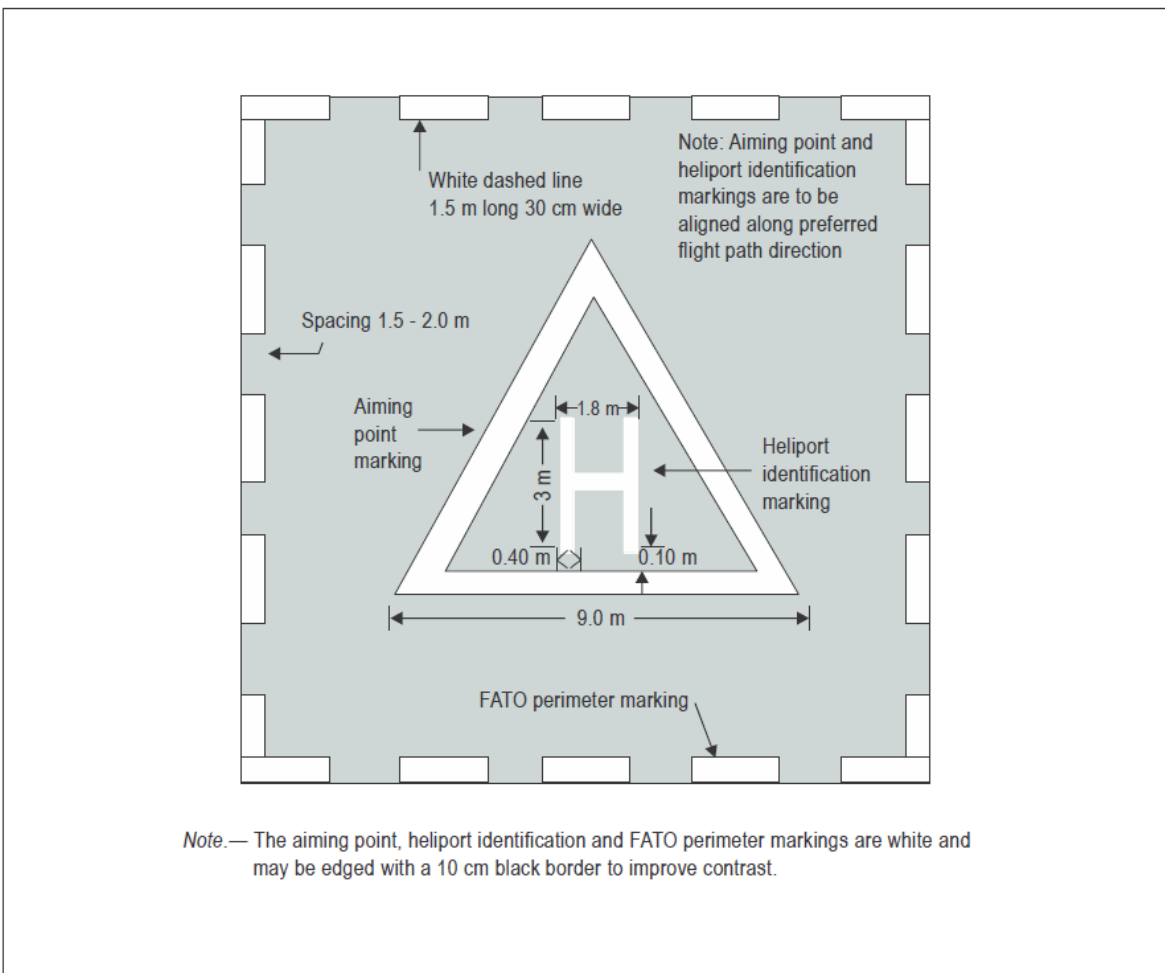 Note: Aiming point and
heliport identification
markings are to be
aligned along preferred
flight path direction
White dashed line
1.5 m long 30 cm wide
Spacing 1.5 - 2.0 m
Aiming
point
marking
1.8 m
3 m
H
Heliport
identification
marking
0.40 m
0.10 m
9.0 m
FATO perimeter marking
Note.— The aiming point, heliport identification and FATO perimeter markings are white and
may be edged with a 10 cm black border to improve contrast.